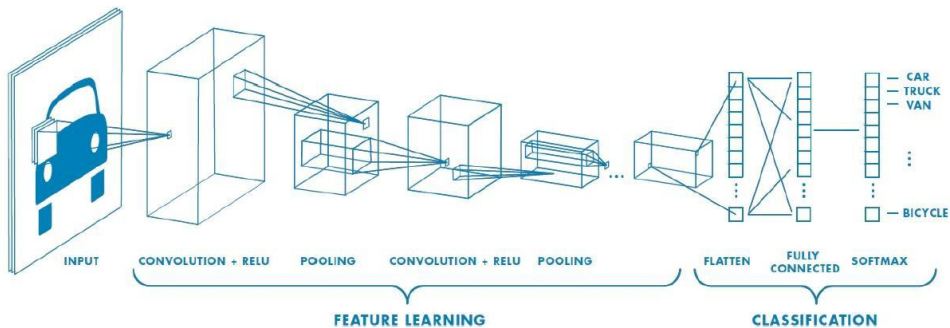 CAR
TRUCK
VAN
BICYCLE
INPUT
CONVOLUTION + RELU
POOLING
CONVOLUTION + RELU
POOLING
FLATTEN
FULLY
CONNECTED
SOFTMAX
FEATURE LEARNING
CLASSIFICATION